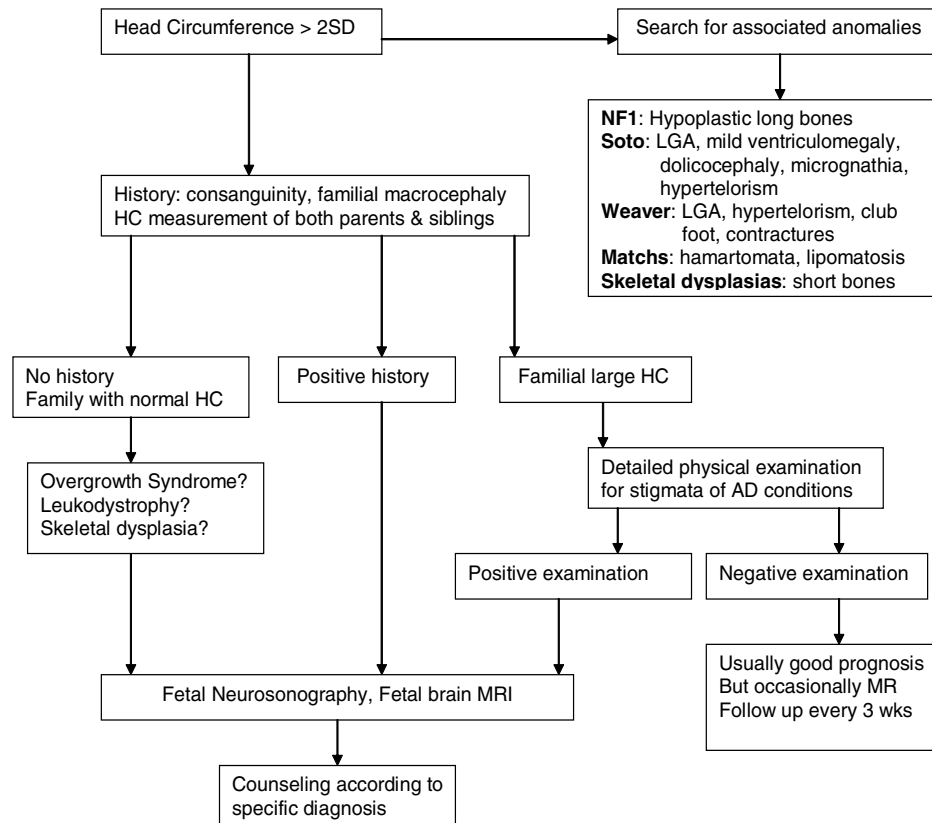 Head Circumference > 2SD
Search for associated anomalies
NF1: Hypoplastic long bones
Soto: LGA, mild ventriculomegaly,
dolicocephaly, micrognathia,
hypertelorism
Weaver: LGA, hypertelorism, club
foot, contractures
Matchs: hamartomata, lipomatosis
Skeletal dysplasias: short bones
History: consanguinity, familial macrocephaly
HC measurement of both parents & siblings
No history
Family with normal HC
Positive history
Familial large HC
Overgrowth Syndrome?
Leukodystrophy?
Skeletal dysplasia?
Detailed physical examination
for stigmata of AD conditions
Positive examination
Negative examination
Usually good prognosis
But occasionally MR
Follow up every 3 wks
Fetal Neurosonography, Fetal brain MRI
Counseling according to
specific diagnosis